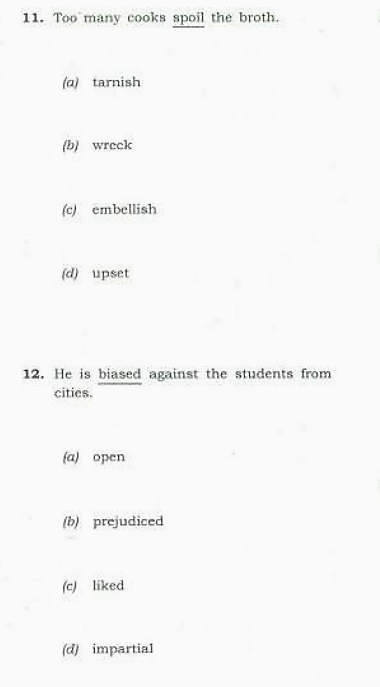 11. Too many cooks spoil the broth.
(a) tarnish
(b) wreck
(c) embellish
(d) upset
12. He is biased against the students from
cities.
(a) open
(b) prejudiced
(c) liked
(d) impartial